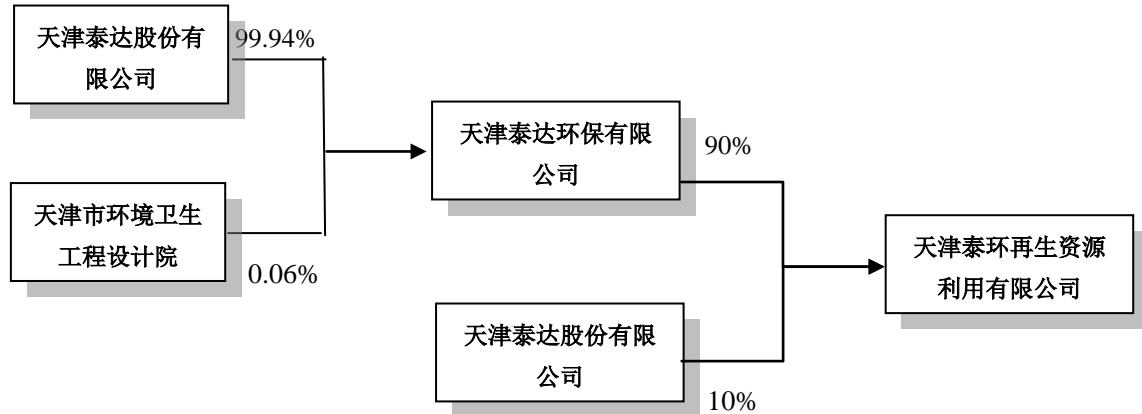 天津泰达股份有
限公司
99.94%
天津市环境卫生
工程设计院
0.06%
天津泰达环保有限
公司
90%
天津泰达股份有限
公司
10%
天津泰环再生资源
利用有限公司